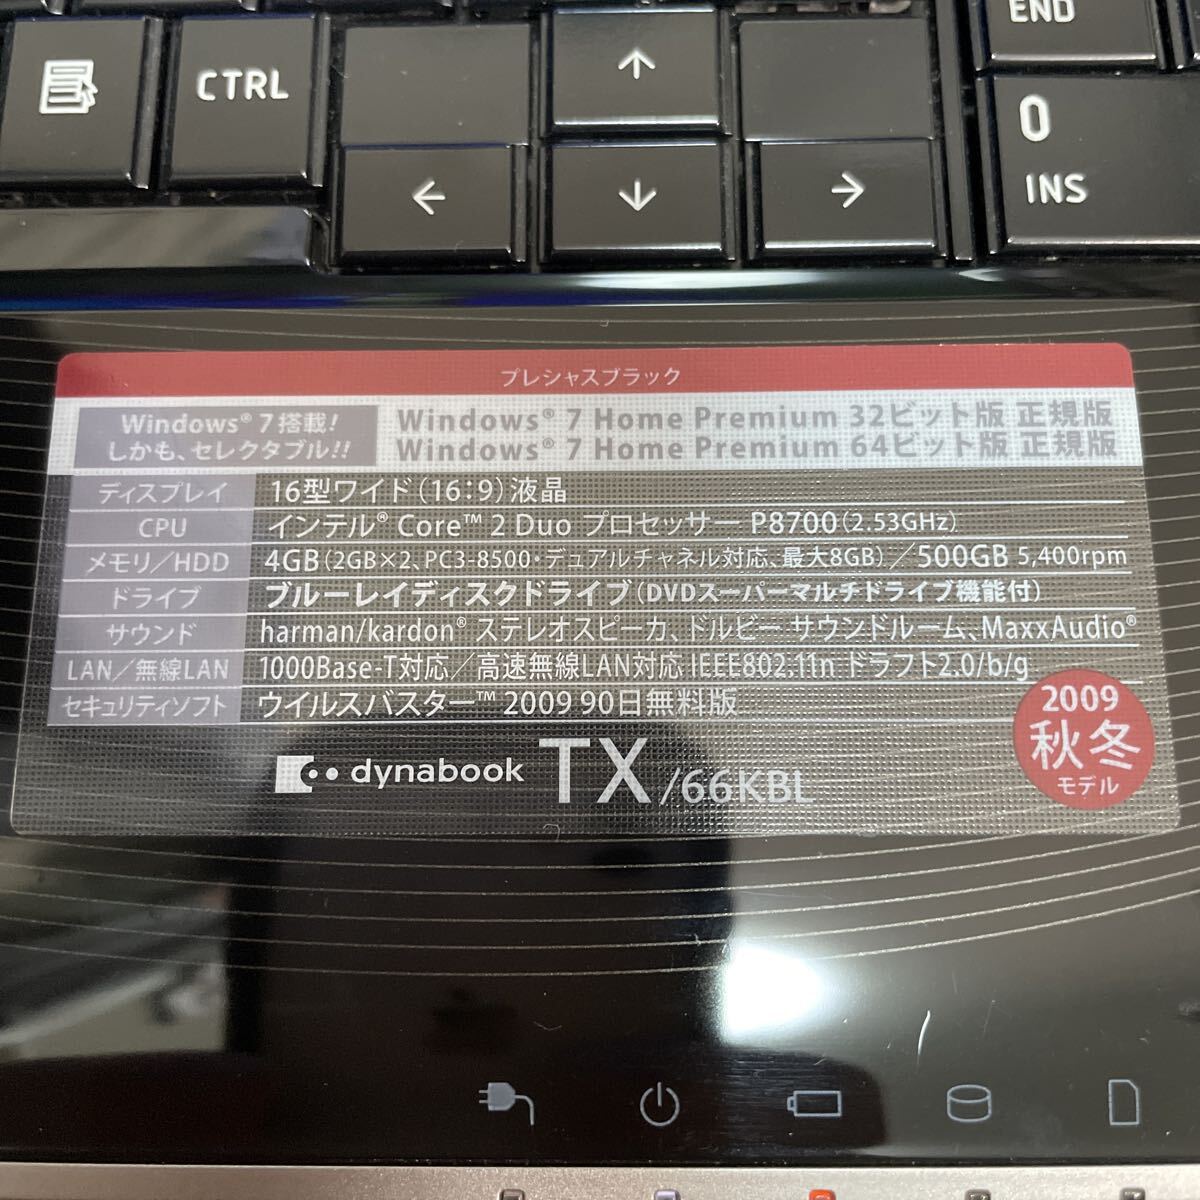 END
CTRL
0
INS
プレシャスブラック
Windows® 7 搭載!
しかも、セレクタブル!!
Windows® 7 Home Premium 32ビット版 正規版
Windows® 7 Home Premium 64ビット版 正規版
ディスプレイ 16型ワイド(16:9)液晶
CPU インテル® Core™ 2 Duo プロセッサー P8700(2.53GHz)
メモリ/HDD 4GB(2GB×2、PC3-8500・デュアルチャネル対応、最大8GB)/500GB 5,400rpm
ドライブ ブルーレイディスクドライブ(DVDスーパーマルチドライブ機能付)
サウンド harman/kardon® ステレオスピーカ、ドルビー サウンドルーム、MaxxAudio®
LAN/無線LAN 1000Base-T対応/高速無線LAN対応 IEEE802.11n ドラフト2.0/b/g
セキュリティソフト ウイルスバスター™ 2009 90日無料版
dynabook TX/66KBL
2009
秋冬
モデル